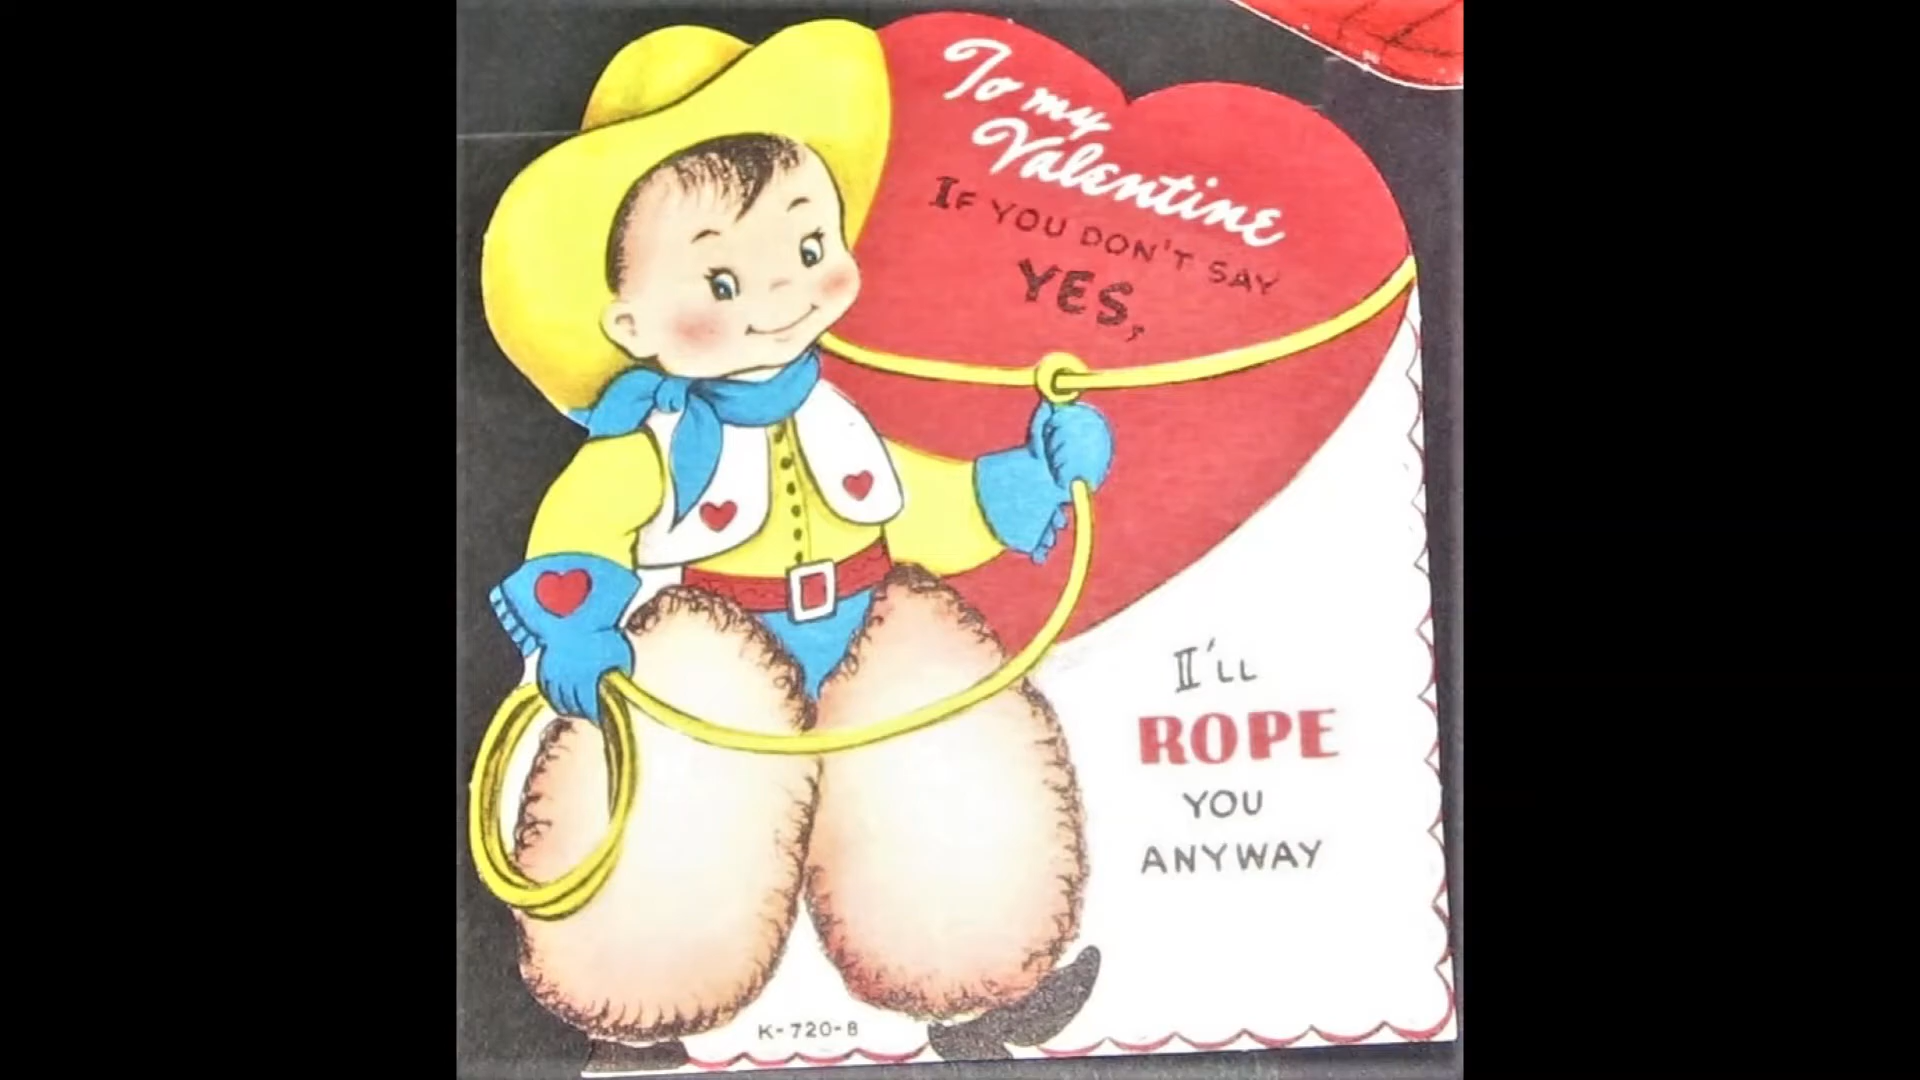 To my
Valentine
IF YOU DON'T SAY
YES,
I'LL
ROPE
YOU
ANYWAY
K-720-8